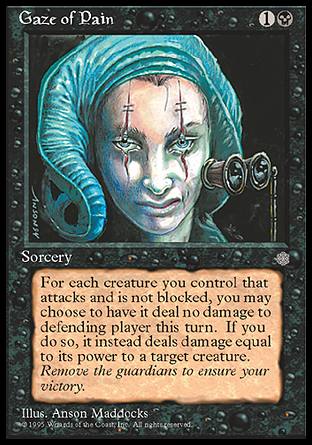 Gaze of Pain 1
ANSON M
Sorcery
For each creature you control that
attacks and is not blocked, you may
choose to have it deal no damage to
defending player this turn. If you
do so, it instead deals damage equal
to its power to a target creature.
Remove the guardians to ensure your
victory.
Illus. Anson Maddocks
© 1995 Wizards of the Coast, Inc. All rights reserved.